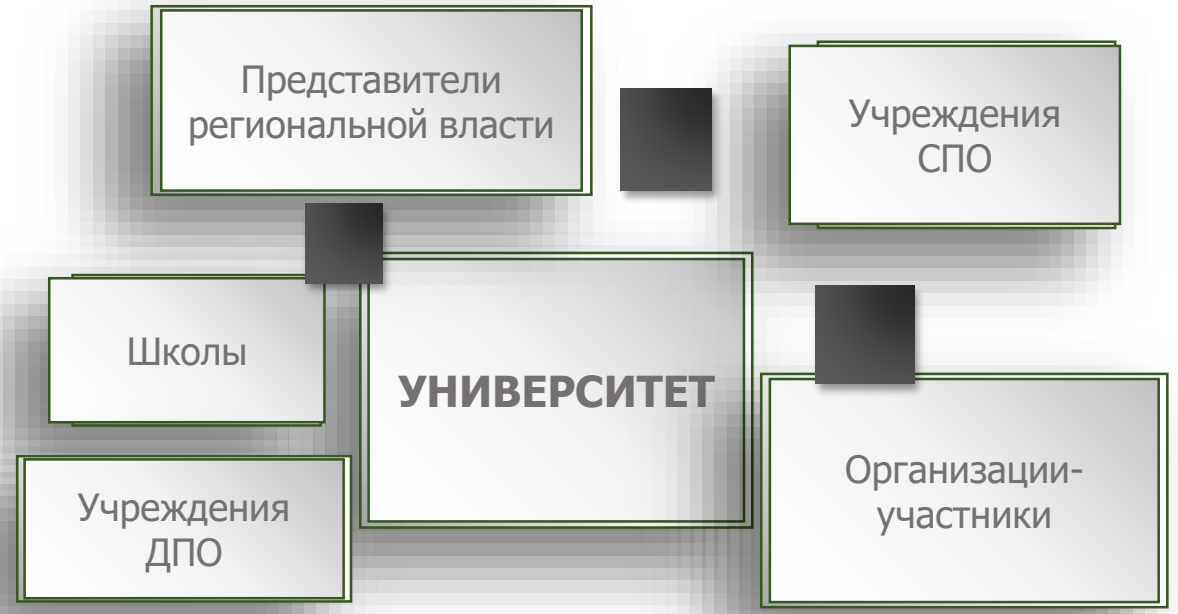 Представители
региональной власти
Учреждения
СПО
Школы
УНИВЕРСИТЕТ
Учреждения
ДПО
Организации-
участники